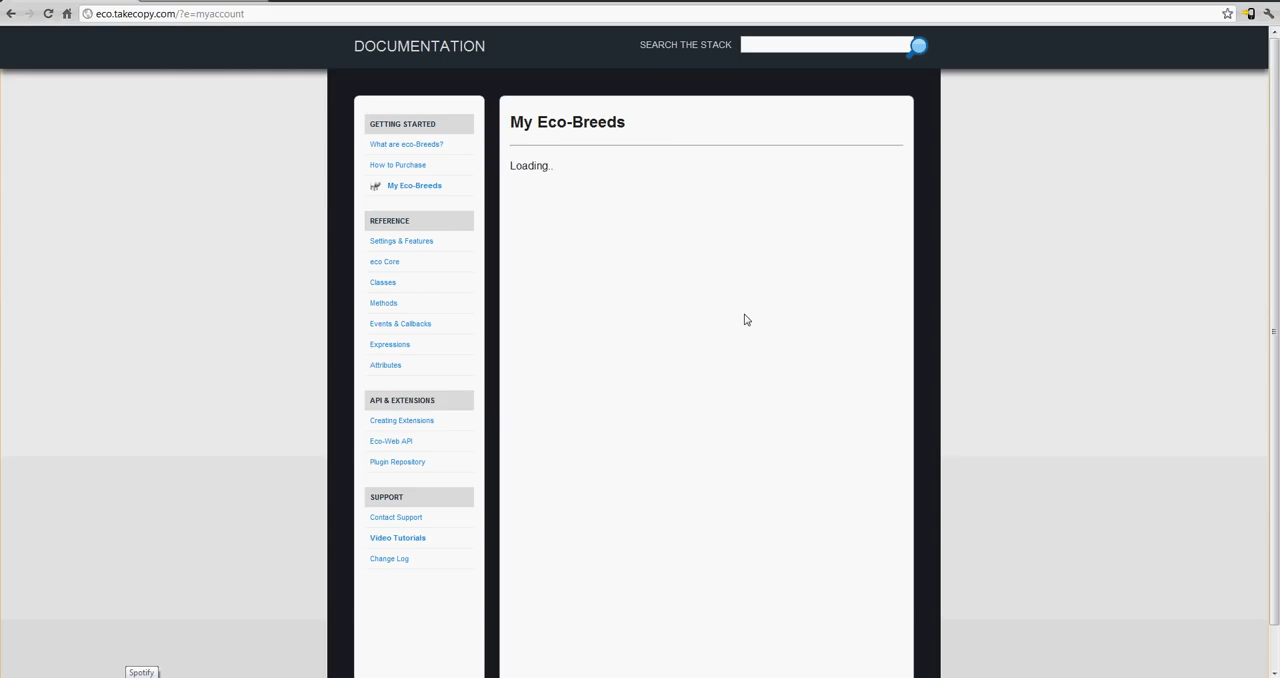 eco.takecopy.com/?e=myaccount
DOCUMENTATION
SEARCH THE STACK
GETTING STARTED
What are eco-Breeds?
How to Purchase
My Eco-Breeds
REFERENCE
Settings & Features
eco Core
Classes
Methods
Events & Callbacks
Expressions
Attributes
API & EXTENSIONS
Creating Extensions
Eco-Web API
Plugin Repository
SUPPORT
Contact Support
Video Tutorials
Change Log
My Eco-Breeds
Loading..
Spotify